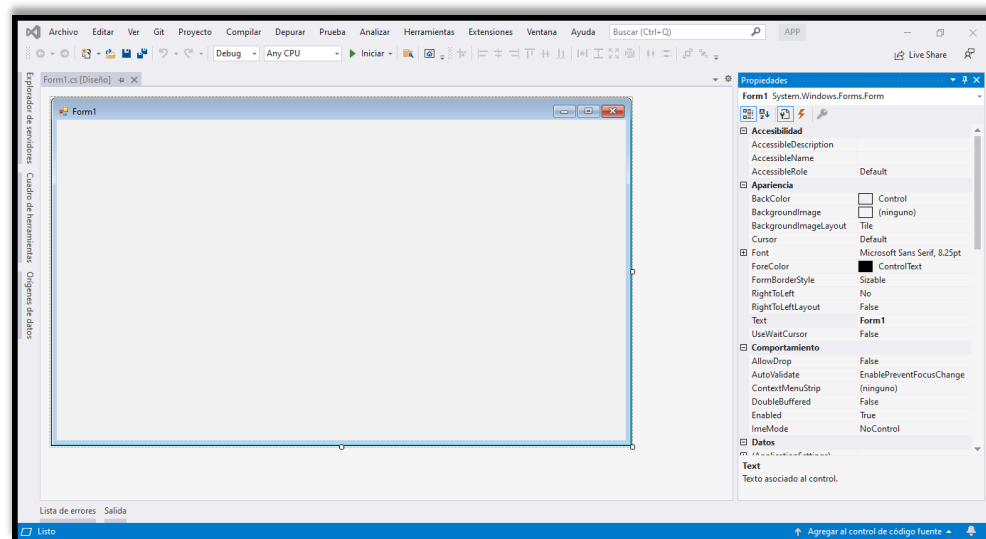 Archivo Editar Ver Git Proyecto Compilar Depurar Prueba Analizar Herramientas Extensiones Ventana Ayuda Buscar (Ctrl+Q) APP
Debug Any CPU Iniciar Live Share
Explorador de servidores
Cuadro de herramientas
Orígenes de datos
Form1.cs [Diseño]
Form1
Propiedades
Form1 System.Windows.Forms.Form
Accesibilidad
AccessibleDescription
AccessibleName
AccessibleRole Default
Apariencia
BackColor Control
BackgroundImage (ninguno)
BackgroundImageLayout Tile
Cursor Default
Font Microsoft Sans Serif, 8.25pt
ForeColor ControlText
FormBorderStyle Sizable
RightToLeft No
RightToLeftLayout False
Text Form1
UseWaitCursor False
Comportamiento
AllowDrop False
AutoValidate EnablePreventFocusChange
ContextMenuStrip (ninguno)
DoubleBuffered False
Enabled True
ImeMode NoControl
Datos
Text
Texto asociado al control.
Lista de errores Salida
Listo Agregar al control de código fuente